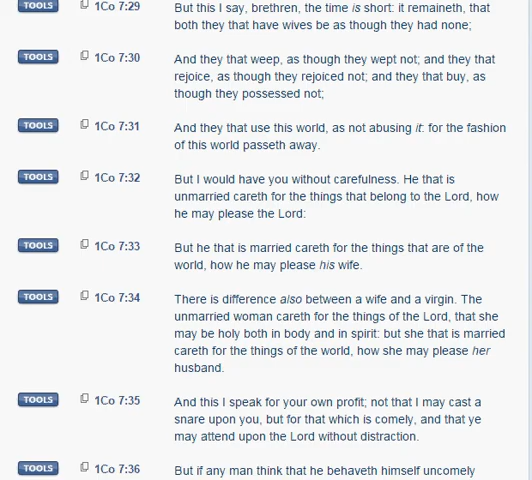 TOOLS 1Co 7:29 But this I say, brethren, the time is short: it remaineth, that
both they that have wives be as though they had none;
TOOLS 1Co 7:30 And they that weep, as though they wept not; and they that
rejoice, as though they rejoiced not; and they that buy, as
though they possessed not;
TOOLS 1Co 7:31 And they that use this world, as not abusing it: for the fashion
of this world passeth away.
TOOLS 1Co 7:32 But I would have you without carefulness. He that is
unmarried careth for the things that belong to the Lord, how
he may please the Lord:
TOOLS 1Co 7:33 But he that is married careth for the things that are of the
world, how he may please his wife.
TOOLS 1Co 7:34 There is difference also between a wife and a virgin. The
unmarried woman careth for the things of the Lord, that she
may be holy both in body and in spirit: but she that is married
careth for the things of the world, how she may please her
husband.
TOOLS 1Co 7:35 And this I speak for your own profit; not that I may cast a
snare upon you, but for that which is comely, and that ye
may attend upon the Lord without distraction.
TOOLS 1Co 7:36 But if any man think that he behaveth himself uncomely